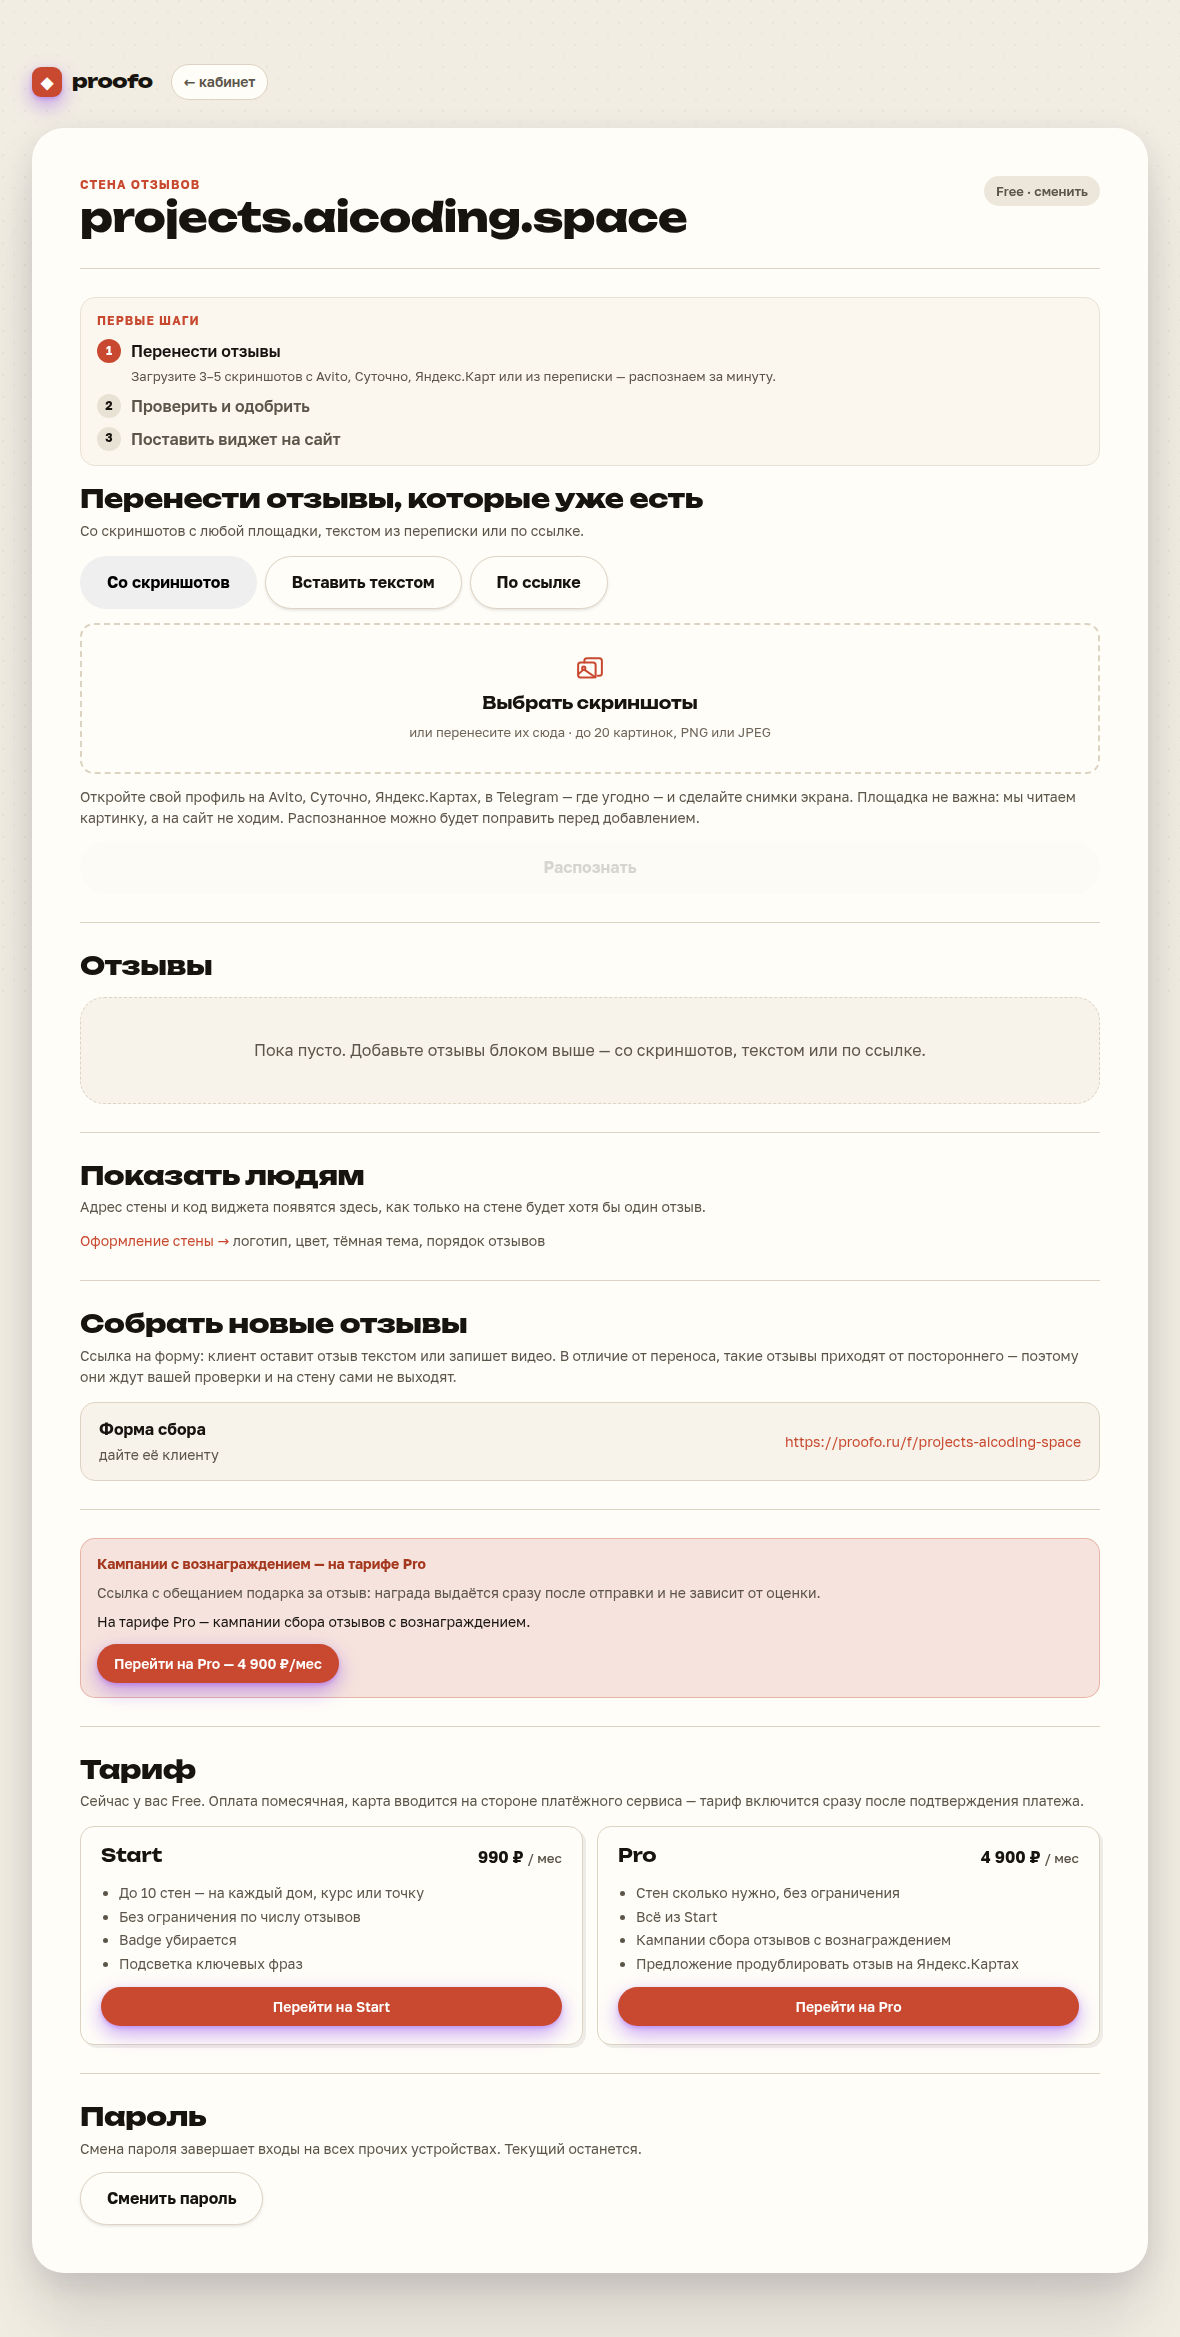 proofo
← кабинет
СТЕНА ОТЗЫВОВ
projects.aicoding.space
Free · сменить
ПЕРВЫЕ ШАГИ
1 Перенести отзывы
Загрузите 3–5 скриншотов с Avito, Суточно, Яндекс.Карт или из переписки — распознаем за минуту.
2 Проверить и одобрить
3 Поставить виджет на сайт
Перенести отзывы, которые уже есть
Со скриншотов с любой площадки, текстом из переписки или по ссылке.
Со скриншотов Вставить текстом По ссылке
Выбрать скриншоты
или перенесите их сюда · до 20 картинок, PNG или JPEG
Откройте свой профиль на Avito, Суточно, Яндекс.Картах, в Telegram — где угодно — и сделайте снимки экрана. Площадка не важна: мы читаем
картинку, а на сайт не ходим. Распознанное можно будет поправить перед добавлением.
Распознать
Отзывы
Пока пусто. Добавьте отзывы блоком выше — со скриншотов, текстом или по ссылке.
Показать людям
Адрес стены и код виджета появятся здесь, как только на стене будет хотя бы один отзыв.
Оформление стены → логотип, цвет, тёмная тема, порядок отзывов
Собрать новые отзывы
Ссылка на форму: клиент оставит отзыв текстом или запишет видео. В отличие от переноса, такие отзывы приходят от постороннего — поэтому
они ждут вашей проверки и на стену сами не выходят.
Форма сбора
дайте её клиенту
https://proofo.ru/f/projects-aicoding-space
Кампании с вознаграждением — на тарифе Pro
Ссылка с обещанием подарка за отзыв: награда выдаётся сразу после отправки и не зависит от оценки.
На тарифе Pro — кампании сбора отзывов с вознаграждением.
Перейти на Pro — 4 900 ₽/мес
Тариф
Сейчас у вас Free. Оплата помесячная, карта вводится на стороне платёжного сервиса — тариф включится сразу после подтверждения платежа.
Start 990 ₽ / мес
• До 10 стен — на каждый дом, курс или точку
• Без ограничения по числу отзывов
• Badge убирается
• Подсветка ключевых фраз
Перейти на Start
Pro 4 900 ₽ / мес
• Стен сколько нужно, без ограничения
• Всё из Start
• Кампании сбора отзывов с вознаграждением
• Предложение продублировать отзыв на Яндекс.Картах
Перейти на Pro
Пароль
Смена пароля завершает входы на всех прочих устройствах. Текущий останется.
Сменить пароль